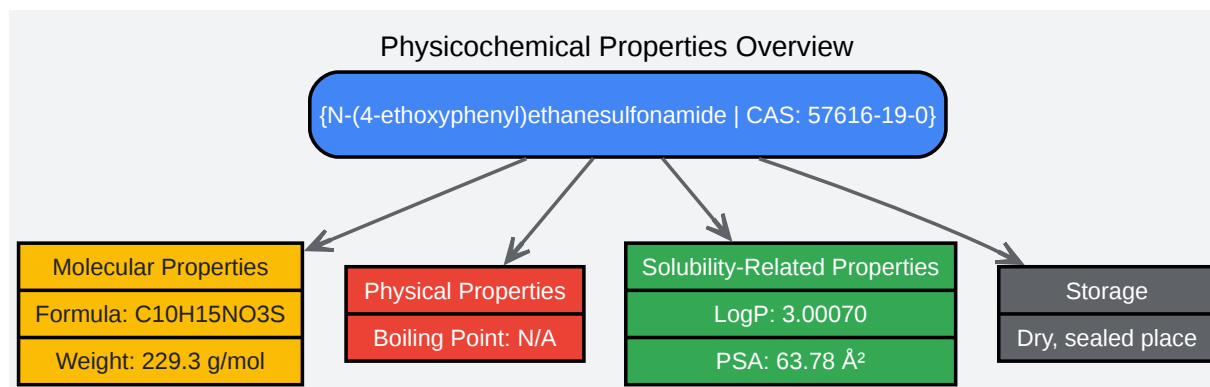 Physicochemical Properties Overview
{N-(4-ethoxyphenyl)ethanesulfonamide | CAS: 57616-19-0}
Molecular Properties
Formula: C10H15NO3S
Weight: 229.3 g/mol
Physical Properties
Boiling Point: N/A
Solubility-Related Properties
LogP: 3.00070
PSA: 63.78 Å²
Storage
Dry, sealed place